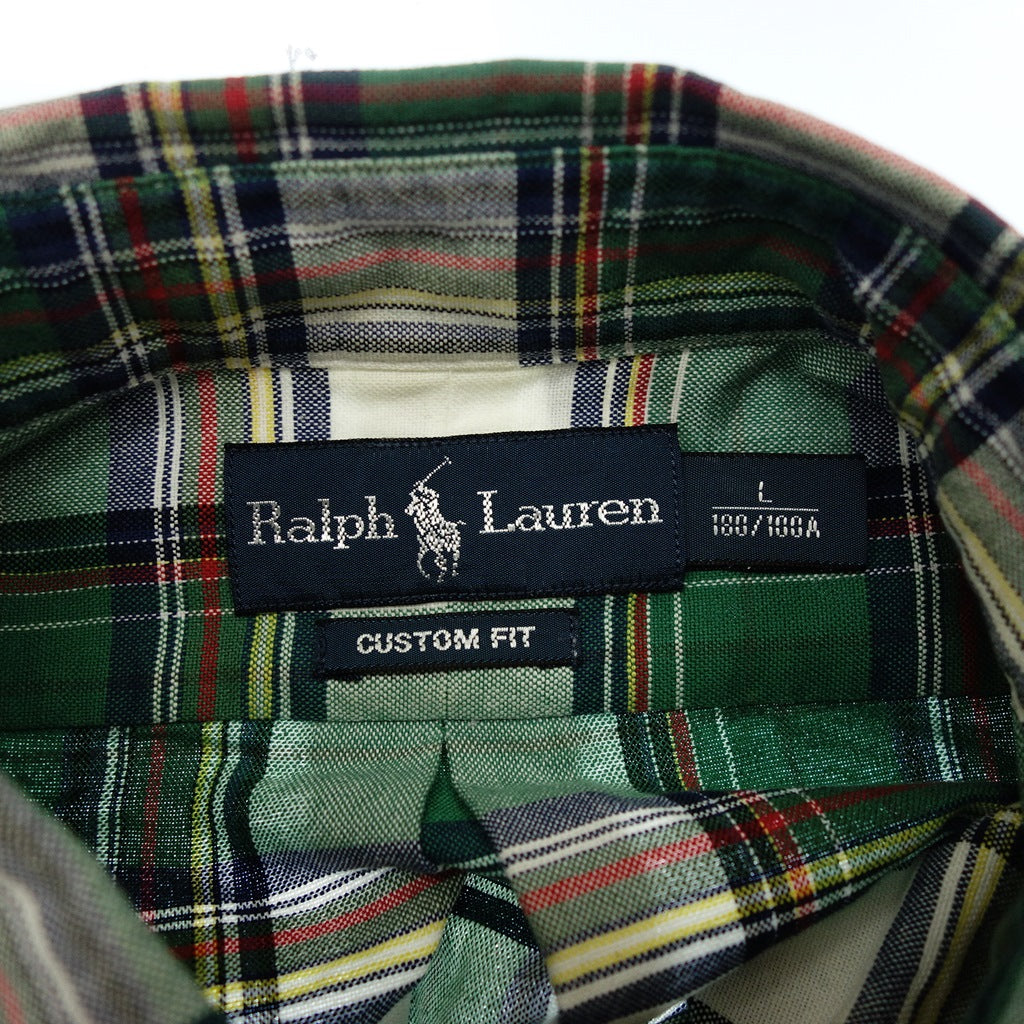 Ralph Lauren
L
180/100A
CUSTOM FIT